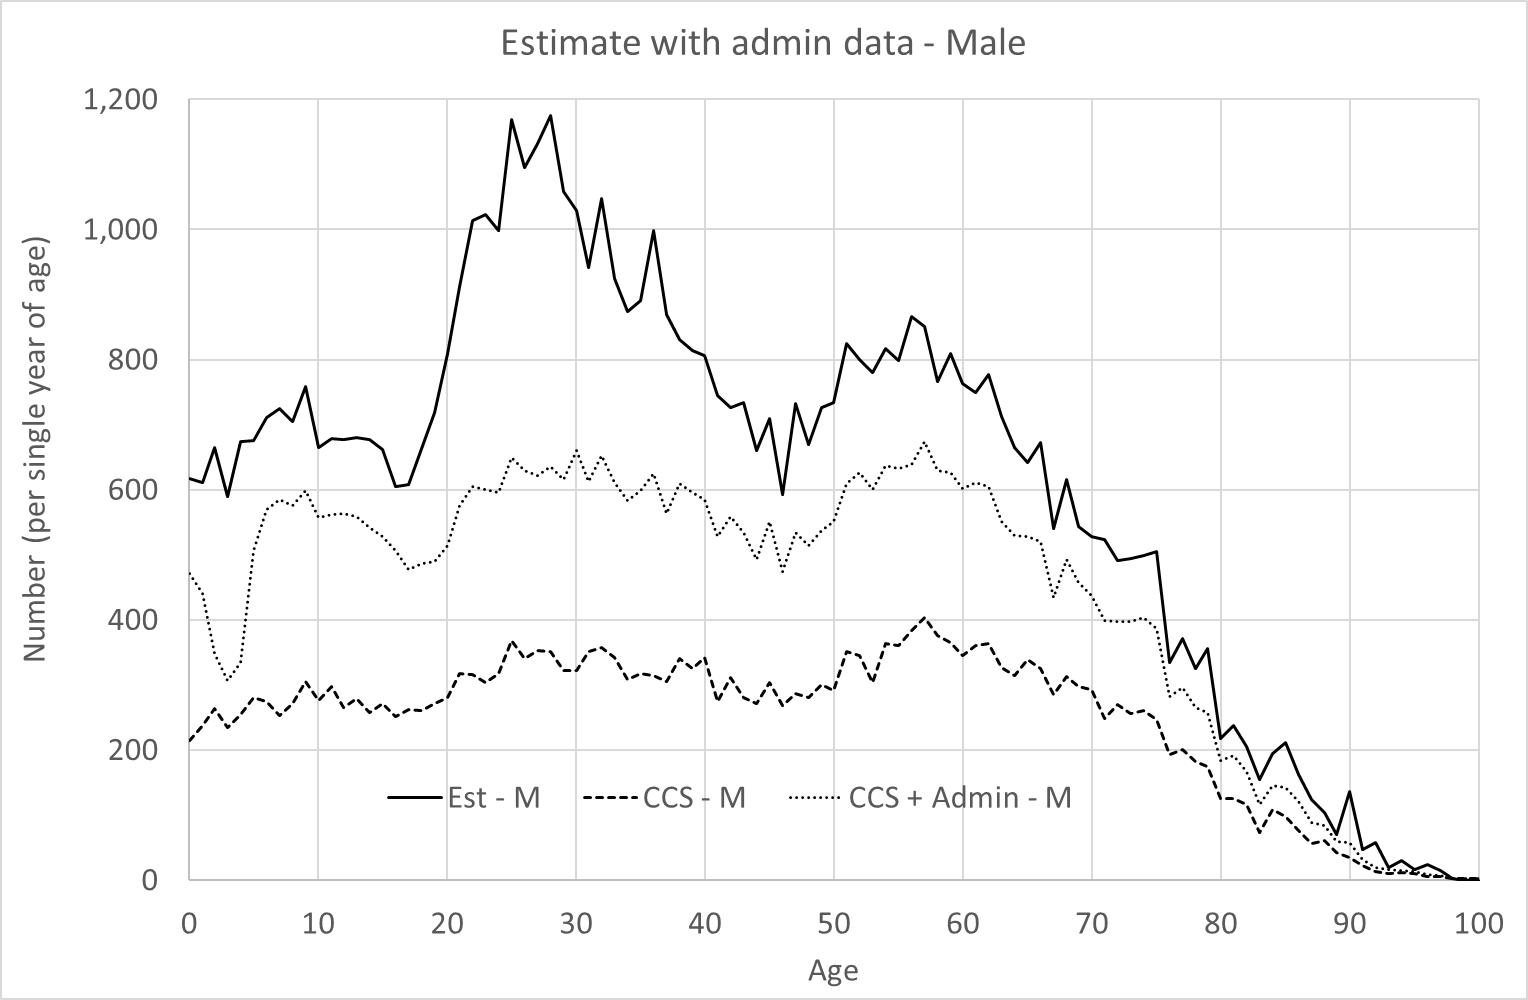 Estimate with admin data - Male
Number (per single year of age)
1,200
1,000
800
600
400
200
0
Est - M CCS - M CCS + Admin - M
0 10 20 30 40 50 60 70 80 90 100
Age